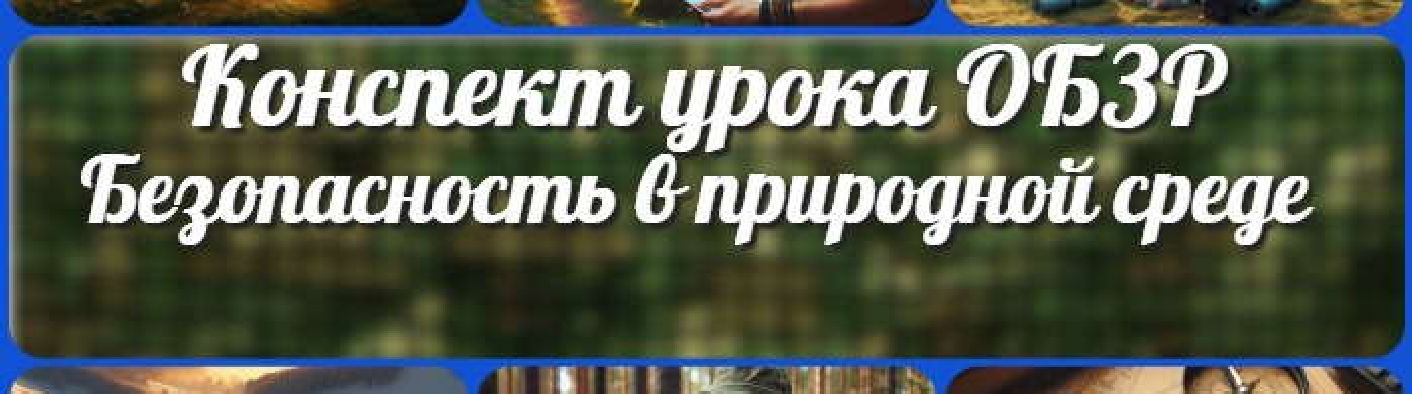 Конспект урока ОБЗР
Безопасность в природной среде